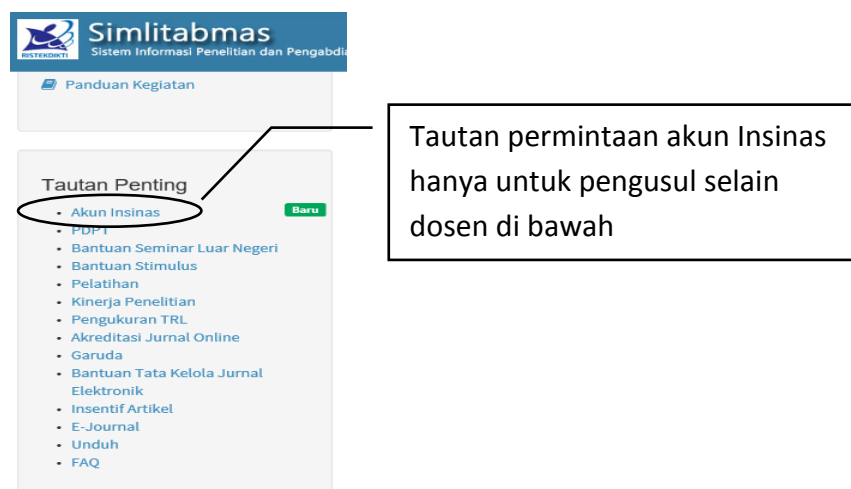 RISTEKDIKTI
Simlitabmas
Sistem Informasi Penelitian dan Pengabdia
Panduan Kegiatan
Tautan Penting
• Akun Insinas Baru
• PDPT
• Bantuan Seminar Luar Negeri
• Bantuan Stimulus
• Pelatihan
• Kinerja Penelitian
• Pengukuran TRL
• Akreditasi Jurnal Online
• Garuda
• Bantuan Tata Kelola Jurnal
Elektronik
• Insentif Artikel
• E-Journal
• Unduh
• FAQ
Tautan permintaan akun Insinas
hanya untuk pengusul selain
dosen di bawah